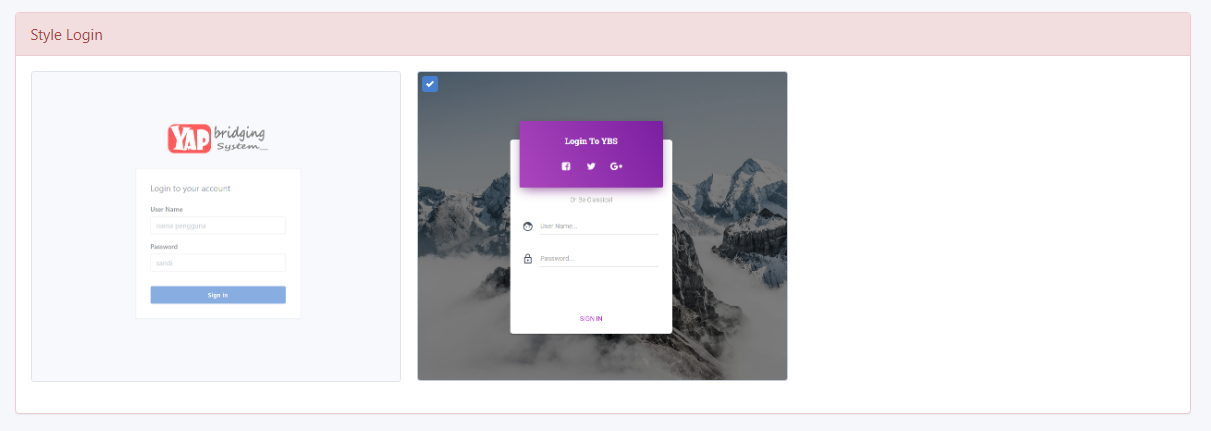 Style Login
YAP bridging
System__
Login to your account
User Name
nama pengguna
Password
sandi
Sign in
Login To YBS
Or Be Classical
User Name...
Password...
SIGN IN